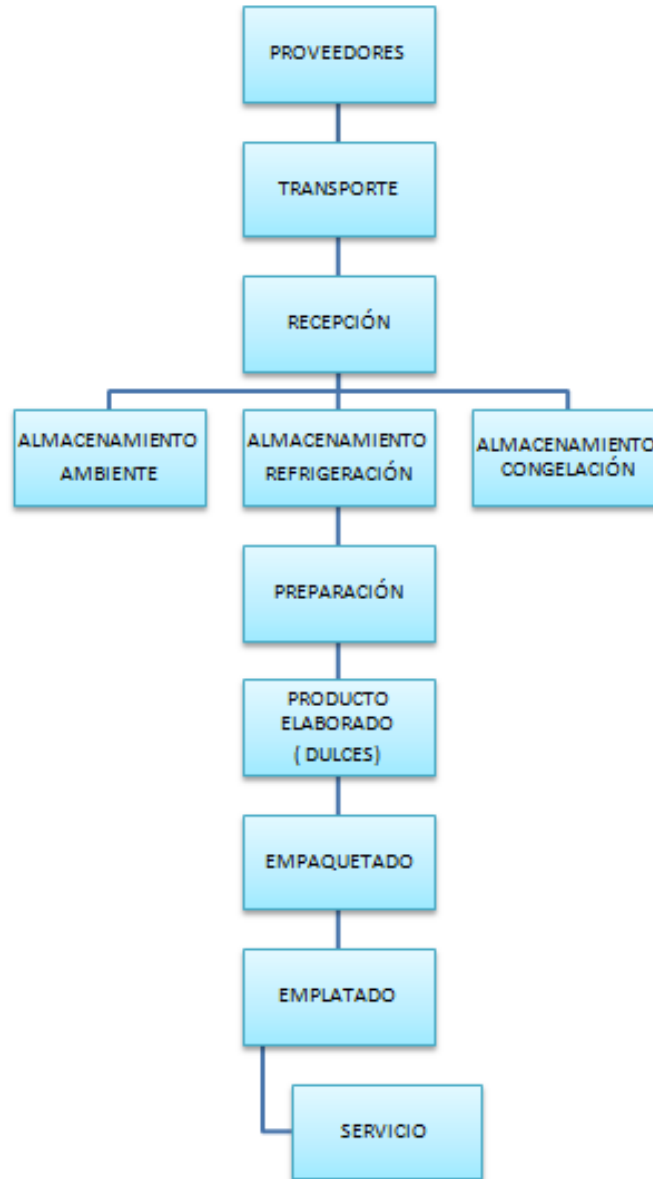 PROVEEDORES
TRANSPORTE
RECEPCIÓN
ALMACENAMIENTO
AMBIENTE
ALMACENAMIENTO
REFRIGERACIÓN
ALMACENAMIENTO
CONGELACIÓN
PREPARACIÓN
PRODUCTO
ELABORADO
( DULCES)
EMPAQUETADO
EMPLATADO
SERVICIO